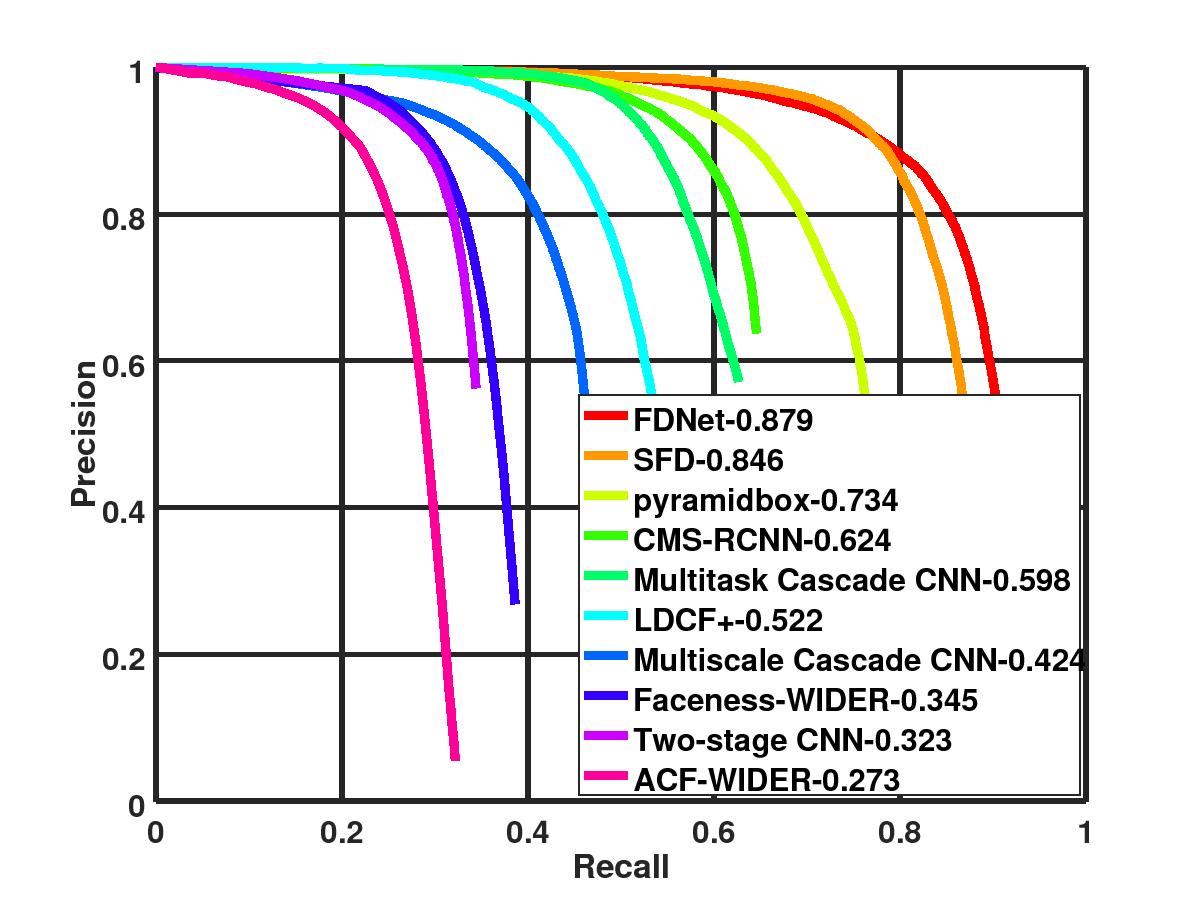 1
0.8
0.6
0.4
0.2
0
Precision
0
0.2
0.4
0.6
0.8
1
Recall
FDNet-0.879
SFD-0.846
pyramidbox-0.734
CMS-RCNN-0.624
Multitask Cascade CNN-0.598
LDCF+-0.522
Multiscale Cascade CNN-0.424
Faceness-WIDER-0.345
Two-stage CNN-0.323
ACF-WIDER-0.273